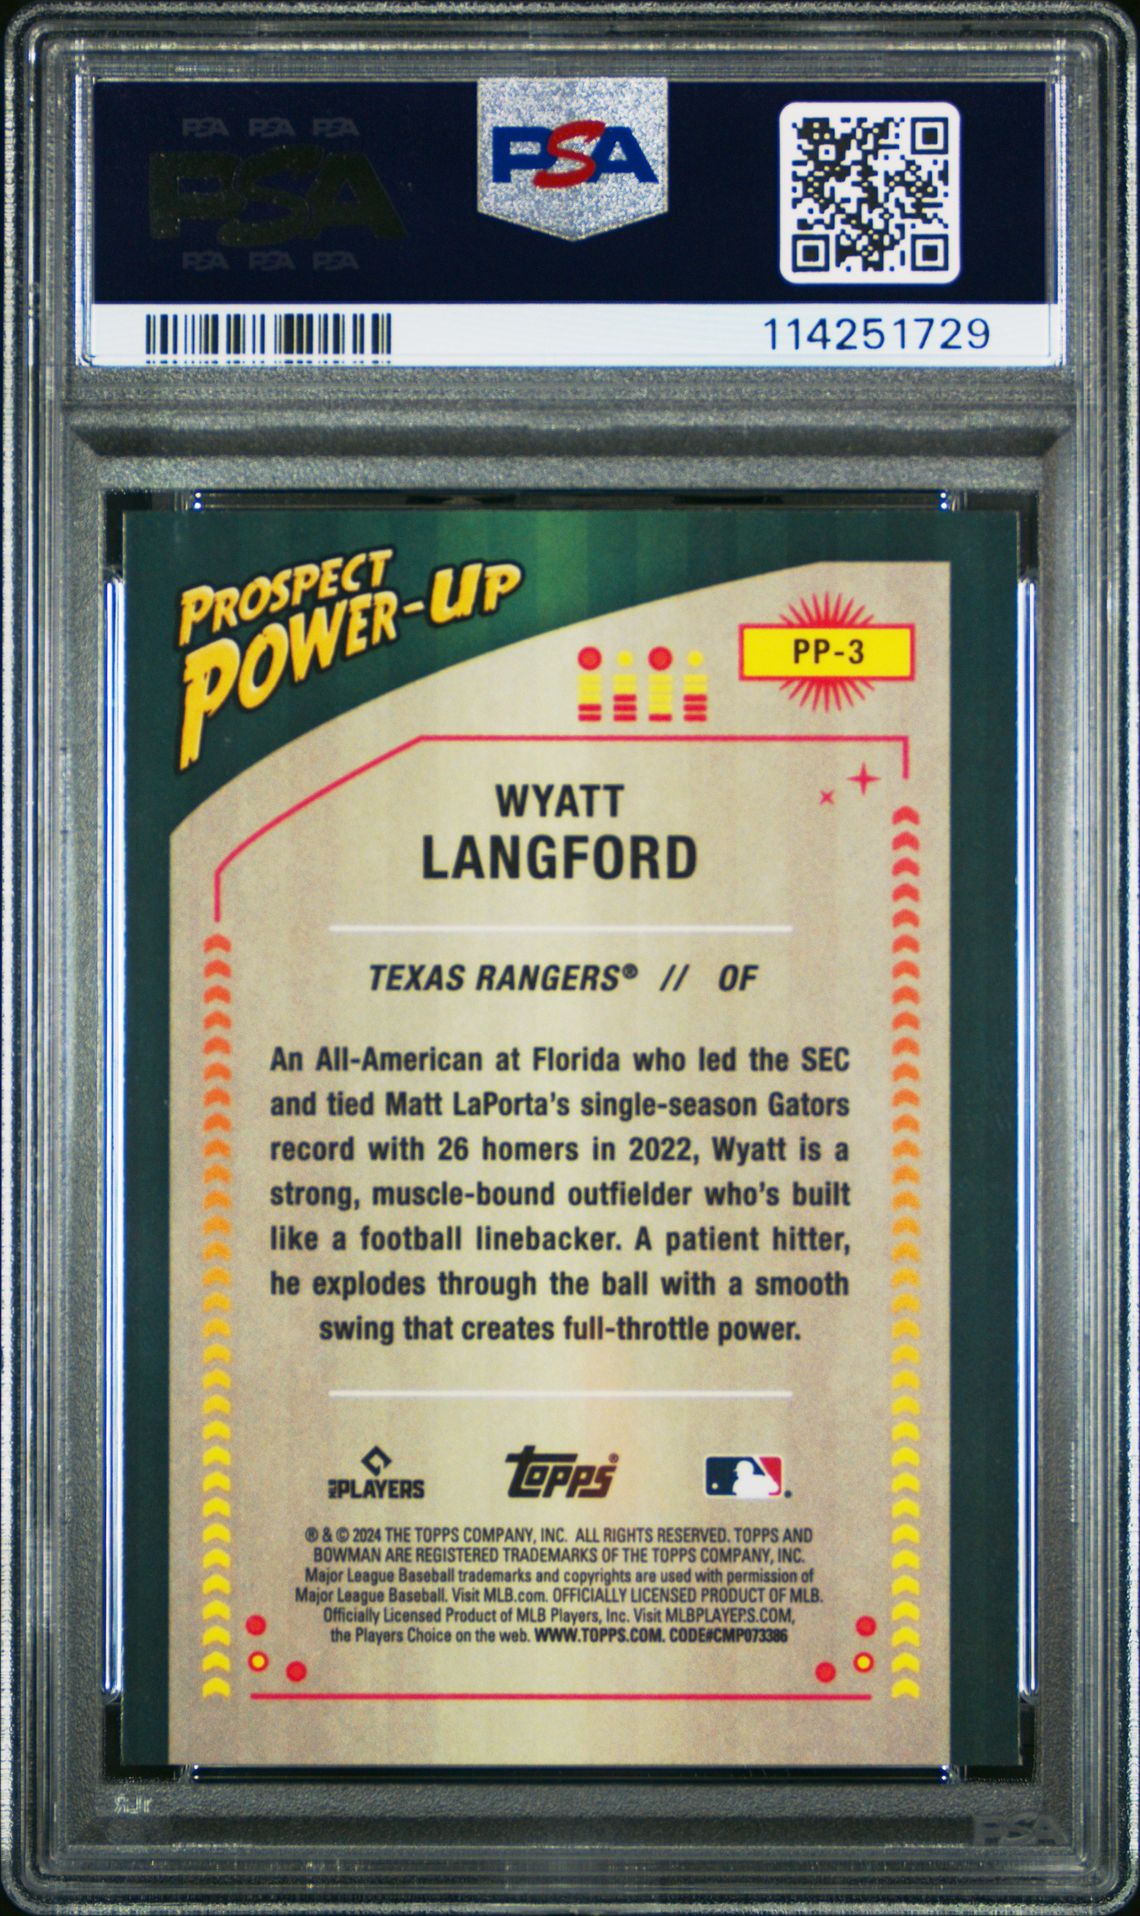 PSA PSA PSA
PSA
PSA PSA PSA
PSA
114251729
PROSPECT
POWER-UP
PP-3
WYATT
LANGFORD
TEXAS RANGERS® // OF
An All-American at Florida who led the SEC
and tied Matt LaPorta's single-season Gators
record with 26 homers in 2022, Wyatt is a
strong, muscle-bound outfielder who's built
like a football linebacker. A patient hitter,
he explodes through the ball with a smooth
swing that creates full-throttle power.
PLAYERS
Topps®
® & © 2024 THE TOPPS COMPANY, INC. ALL RIGHTS RESERVED. TOPPS AND
BOWMAN ARE REGISTERED TRADEMARKS OF THE TOPPS COMPANY, INC.
Major League Baseball trademarks and copyrights are used with permission of
Major League Baseball. Visit MLB.com. OFFICIALLY LICENSED PRODUCT OF MLB.
Officially Licensed Product of MLB Players, Inc. Visit MLBPLAYERS.COM,
the Players Choice on the web. WWW.TOPPS.COM. CODE#CMP073386
PSA